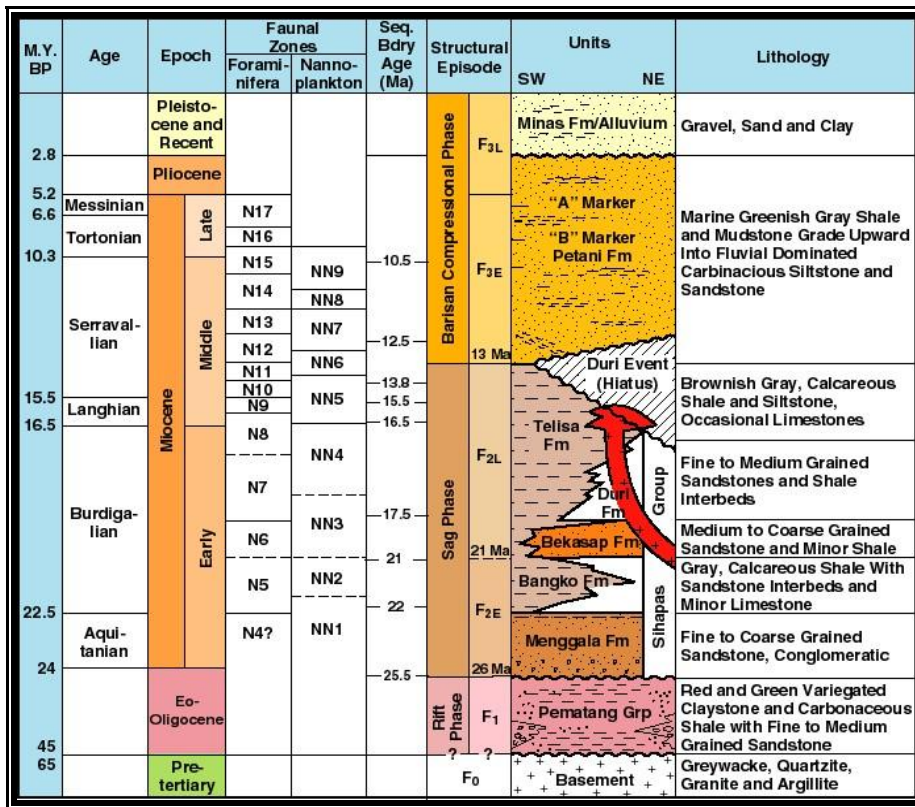 M.Y.
BP
Age
Epoch
Faunal
Zones
Forami-
nifera
Nanno-
plankton
Seq.
Bdry
Age
(Ma)
Structural
Episode
Units
SW NE
Lithology
2.8
5.2
6.6
10.3
15.5
16.5
22.5
24
45
65
Messinian
Tortonian
Serraval-
lian
Langhian
Burdiga-
lian
Aqui-
tanian
Pleisto-
cene and
Recent
Pliocene
Miocene
Late
Middle
Early
Eo-
Oligocene
Pre-
tertiary
N17
N16
N15
N14
N13
N12
N11
N10
N9
N8
N7
N6
N5
N4?
NN9
NN8
NN7
NN6
NN5
NN4
NN3
NN2
NN1
10.5
12.5
13.8
15.5
16.5
17.5
21
22
25.5
Barisan Compressional Phase
Sag Phase
Rift
Phase
F3L
F3E
13 Ma
F2L
21 Ma
F2E
26 Ma
F1
? ?
F0
Minas Fm/Alluvium
"A" Marker
"B" Marker
Petani Fm
Duri Event
(Hiatus)
Telisa
Fm
Duri
Fm
Bekasap Fm
Bangko Fm
Menggala Fm
Sihapas Group
Pematang Grp
Basement
Gravel, Sand and Clay
Marine Greenish Gray Shale
and Mudstone Grade Upward
Into Fluvial Dominated
Carbinacious Siltstone and
Sandstone
Brownish Gray, Calcareous
Shale and Siltstone,
Occasional Limestones
Fine to Medium Grained
Sandstones and Shale
Interbeds
Medium to Coarse Grained
Sandstone and Minor Shale
Gray, Calcareous Shale With
Sandstone Interbeds and
Minor Limestone
Fine to Coarse Grained
Sandstone, Conglomeratic
Red and Green Variegated
Claystone and Carbonaceous
Shale with Fine to Medium
Grained Sandstone
Greywacke, Quartzite,
Granite and Argillite